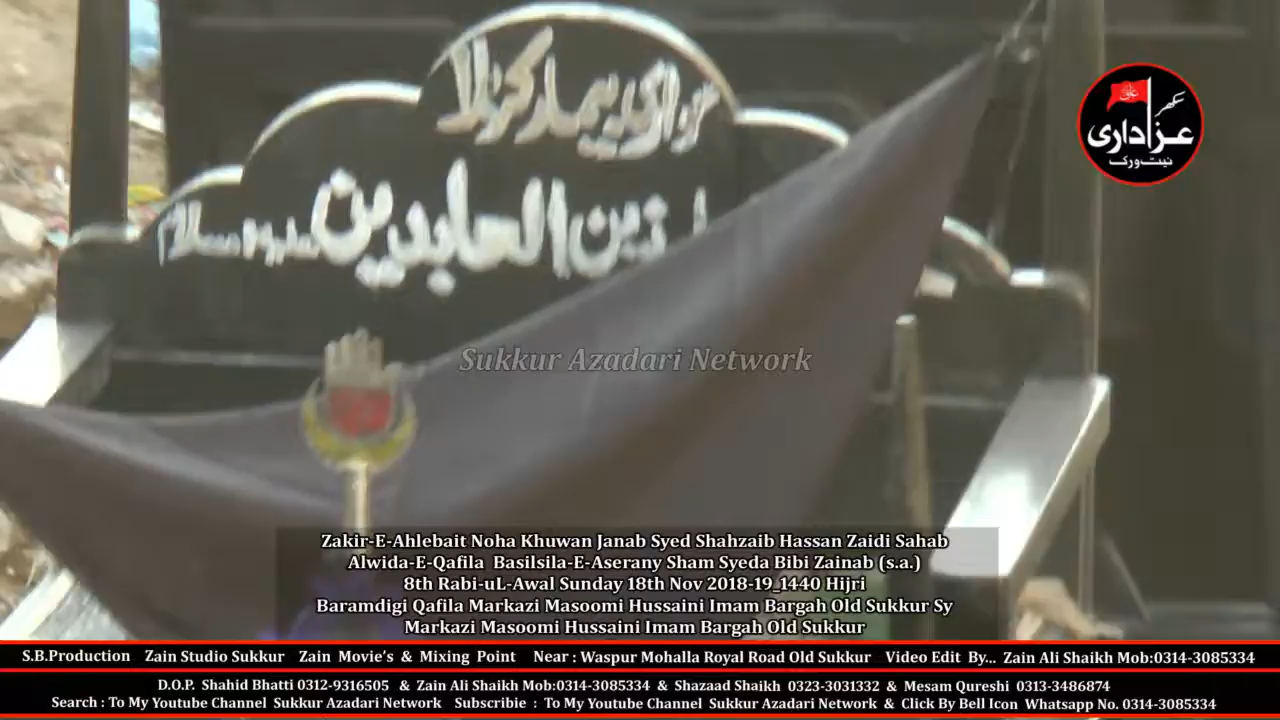 سواری بیمار کربلا
زین العابدین علیہ السلام
سکھر
عزاداری
نیٹ ورک
Sukkur Azadari Network
Zakir-E-Ahlebait Noha Khuwan Janab Syed Shahzaib Hassan Zaidi Sahab
Alwida-E-Qafila Basilsila-E-Aserany Sham Syeda Bibi Zainab (s.a.)
8th Rabi-uL-Awal Sunday 18th Nov 2018-19_1440 Hijri
Baramdigi Qafila Markazi Masoomi Hussaini Imam Bargah Old Sukkur Sy
Markazi Masoomi Hussaini Imam Bargah Old Sukkur
S.B.Production Zain Studio Sukkur Zain Movie's & Mixing Point Near : Waspur Mohalla Royal Road Old Sukkur Video Edit By... Zain Ali Shaikh Mob:0314-3085334
D.O.P. Shahid Bhatti 0312-9316505 & Zain Ali Shaikh Mob:0314-3085334 & Shazaad Shaikh 0323-3031332 & Mesam Qureshi 0313-3486874
Search : To My Youtube Channel Sukkur Azadari Network Subscribie : To My Youtube Channel Sukkur Azadari Network & Click By Bell Icon Whatsapp No. 0314-3085334